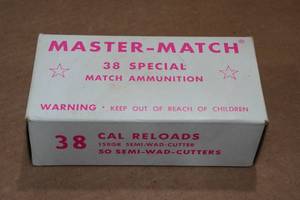 MASTER-MATCH®
38 SPECIAL
MATCH AMMUNITION
WARNING • KEEP OUT OF REACH OF CHILDREN
38 CAL RELOADS
158GR SEMI-WAD-CUTTER
50 SEMI-WAD-CUTTERS